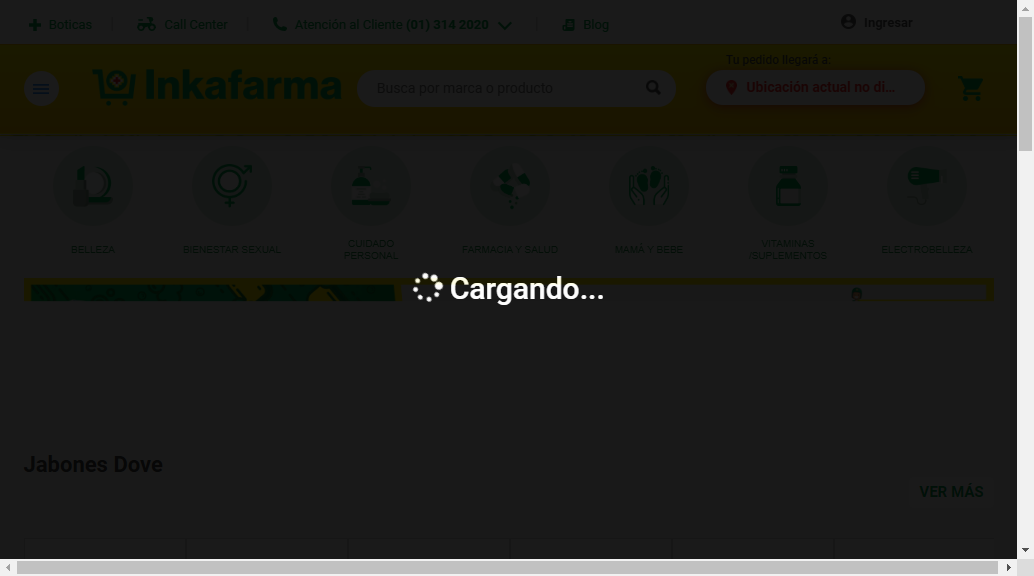 Boticas
Call Center
Atención al Cliente (01) 314 2020
Blog
Ingresar
Inkafarma
Busca por marca o producto
Tu pedido llegará a:
Ubicación actual no di...
BELLEZA
BIENESTAR SEXUAL
CUIDADO
PERSONAL
FARMACIA Y SALUD
MAMÁ Y BEBÉ
VITAMINAS
/SUPLEMENTOS
ELECTROBELLEZA
Cargando...
Jabones Dove
VER MÁS